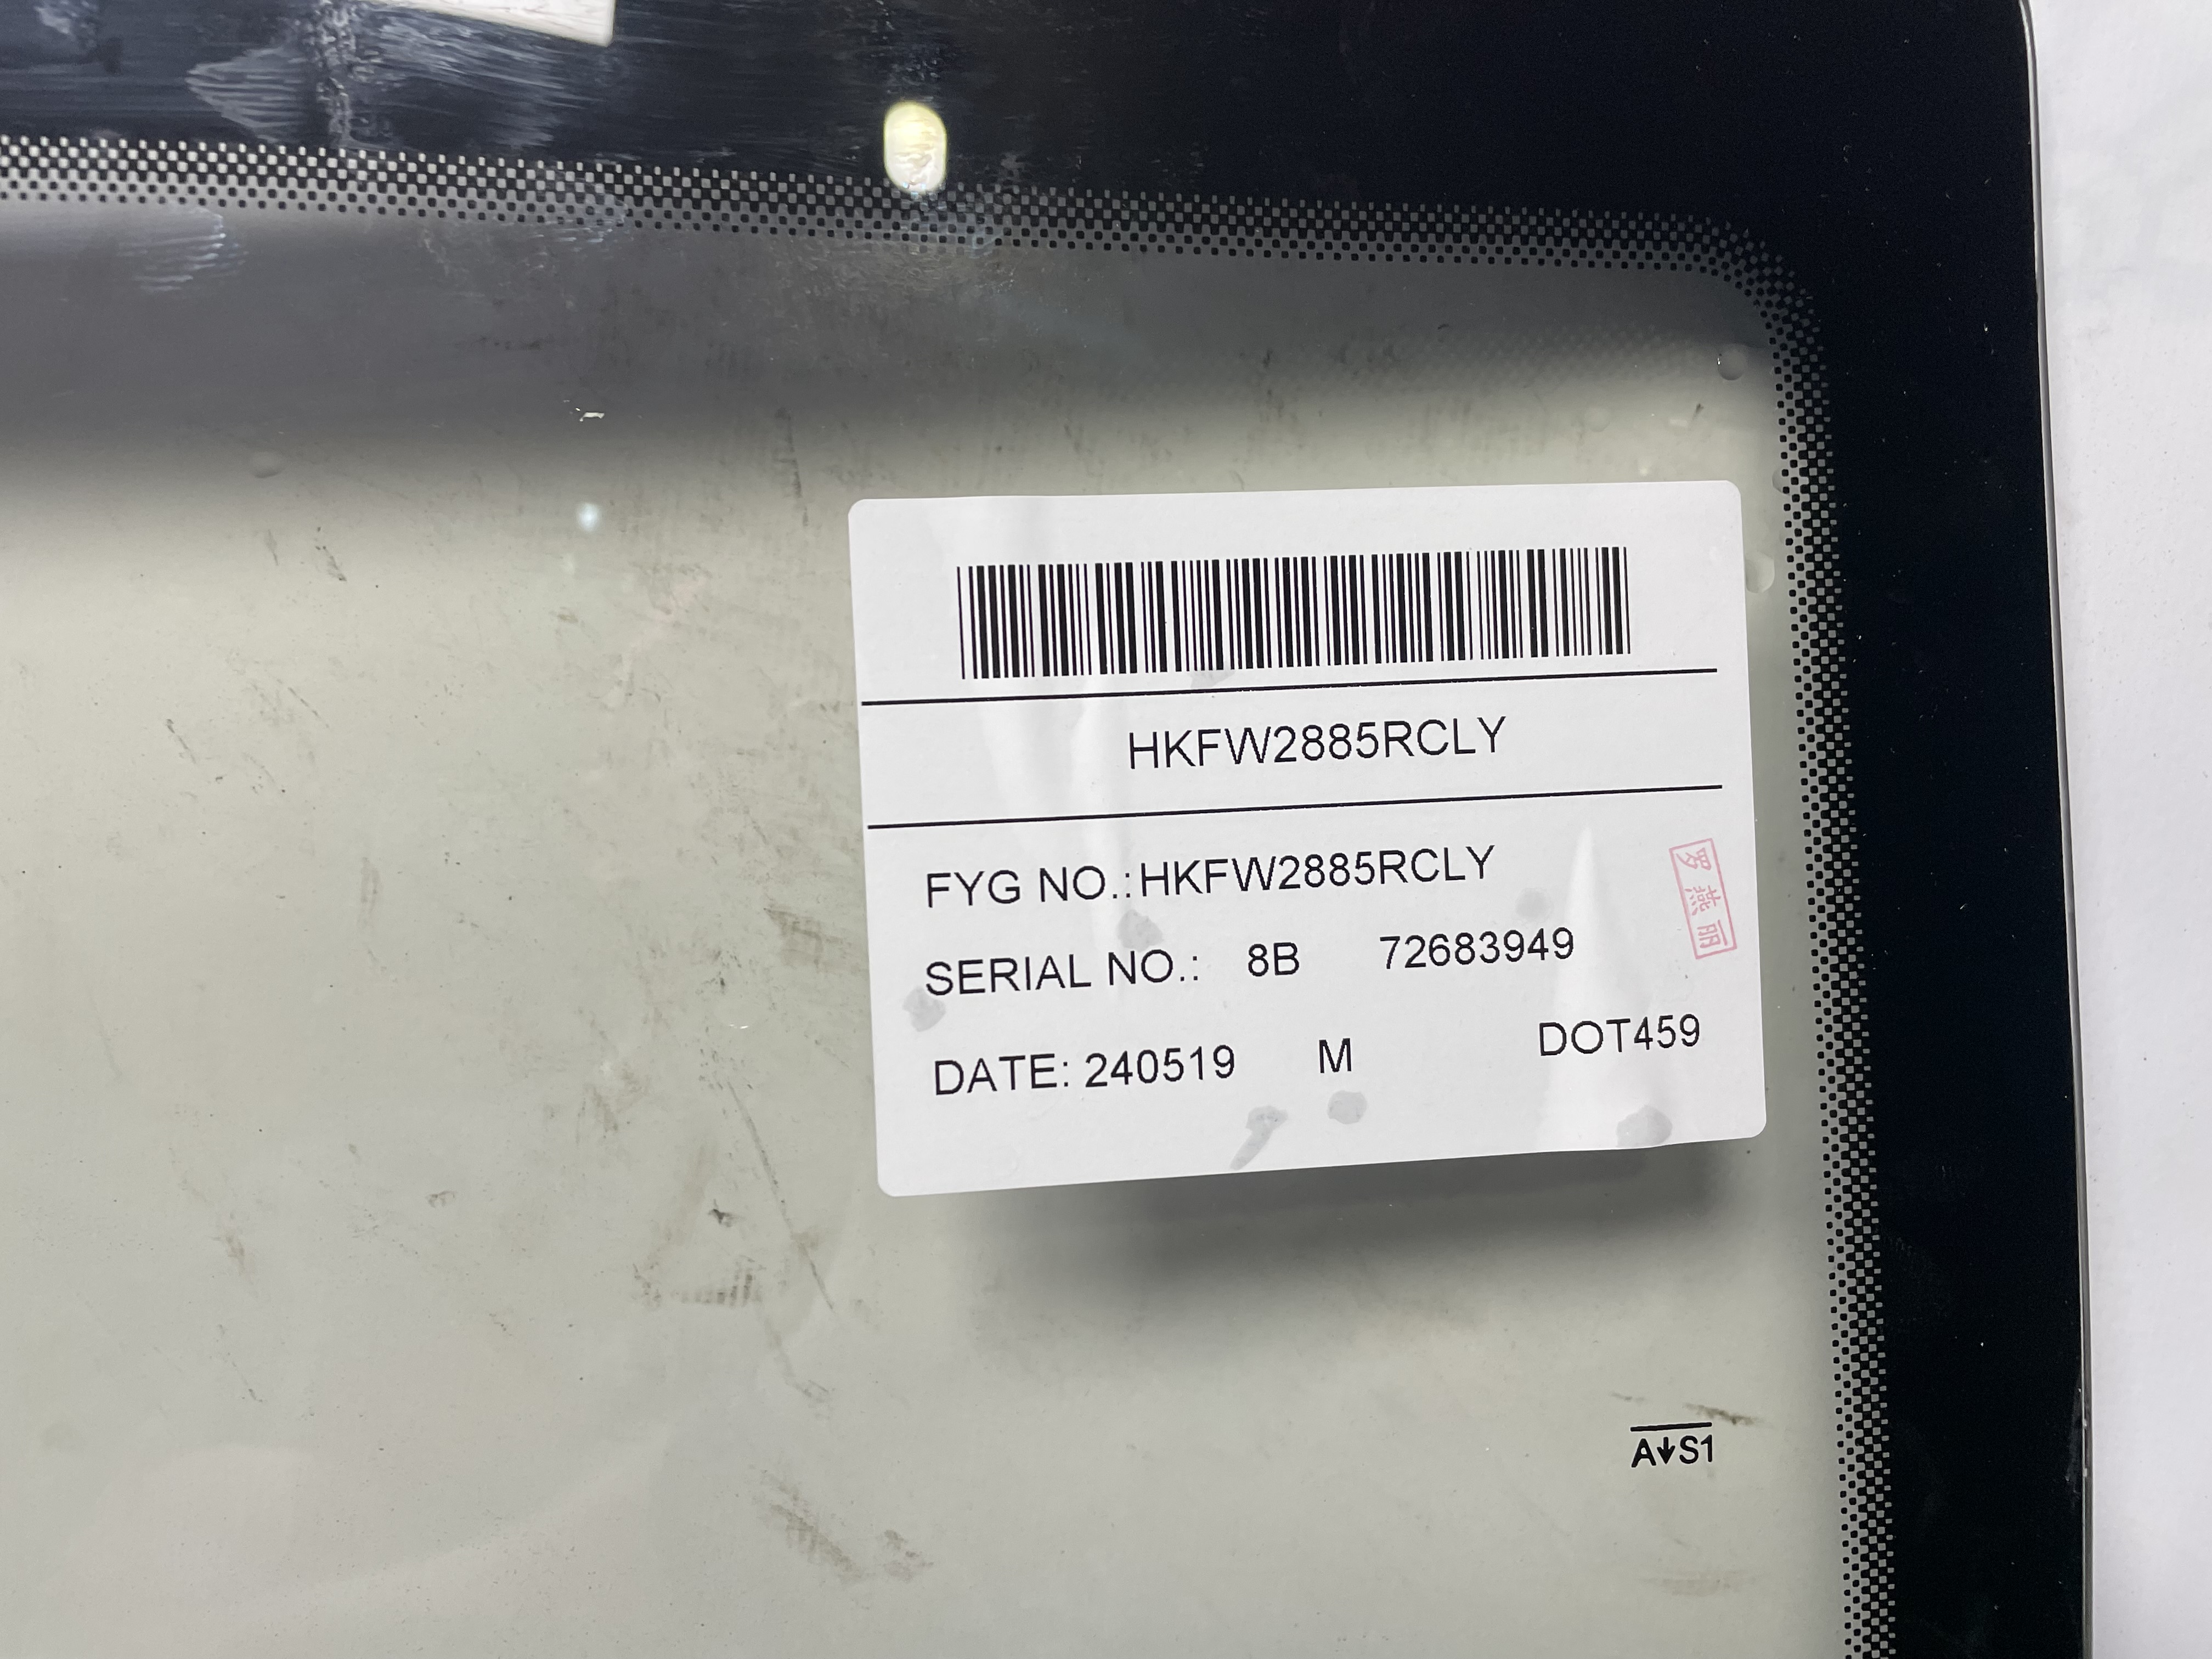 HKFW2885RCLY
FYG NO.:HKFW2885RCLY
SERIAL NO.: 8B 72683949
罗燕丽
DATE: 240519 M DOT459
A↓S1